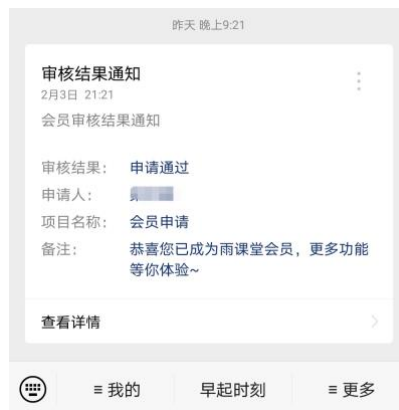 昨天 晚上9:21
审核结果通知
2月3日 21:21
会员审核结果通知
审核结果： 申请通过
申请人：
项目名称： 会员申请
备注： 恭喜您已成为雨课堂会员，更多功能
等你体验~
查看详情
≡ 我的 早起时刻 ≡ 更多